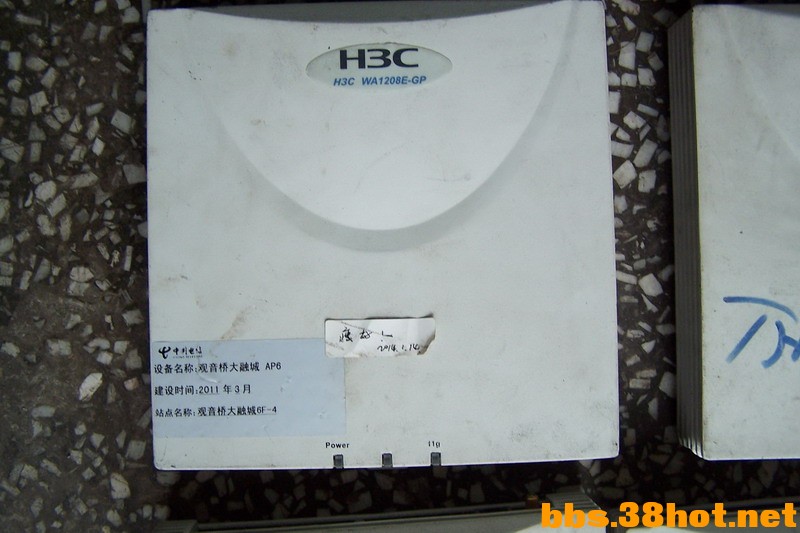 H3C
H3C WA1208E-GP
中国电信
设备名称:观音桥大融城 AP6
建设时间:2011 年 3 月
站点名称:观音桥大融城6F-4
Power
11g
bbs.38hot.net